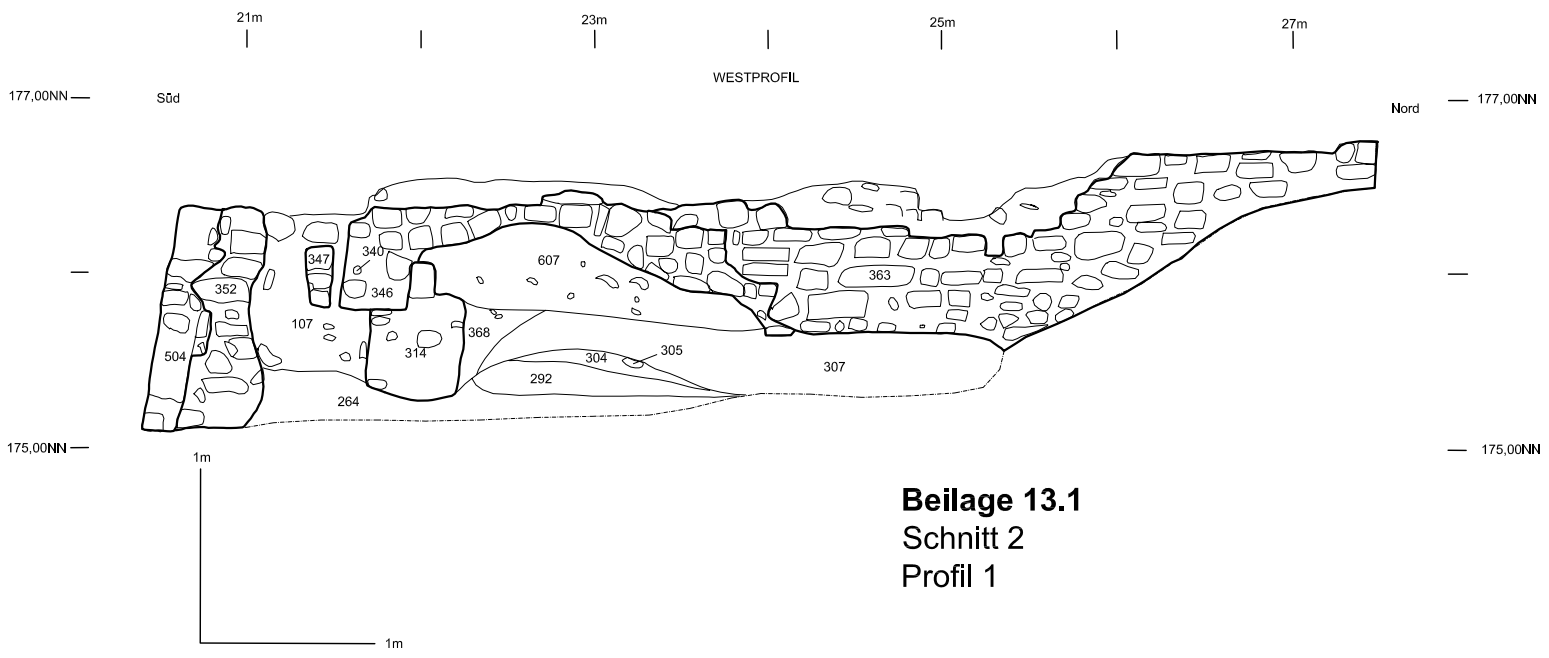 21m 23m 25m 27m
WESTPROFIL
177,00NN Süd Nord 177,00NN
347 340 607 363
352 346
107 368
504 314 304 305 307
292
264
175,00NN 175,00NN
1m
Beilage 13.1
Schnitt 2
Profil 1
1m